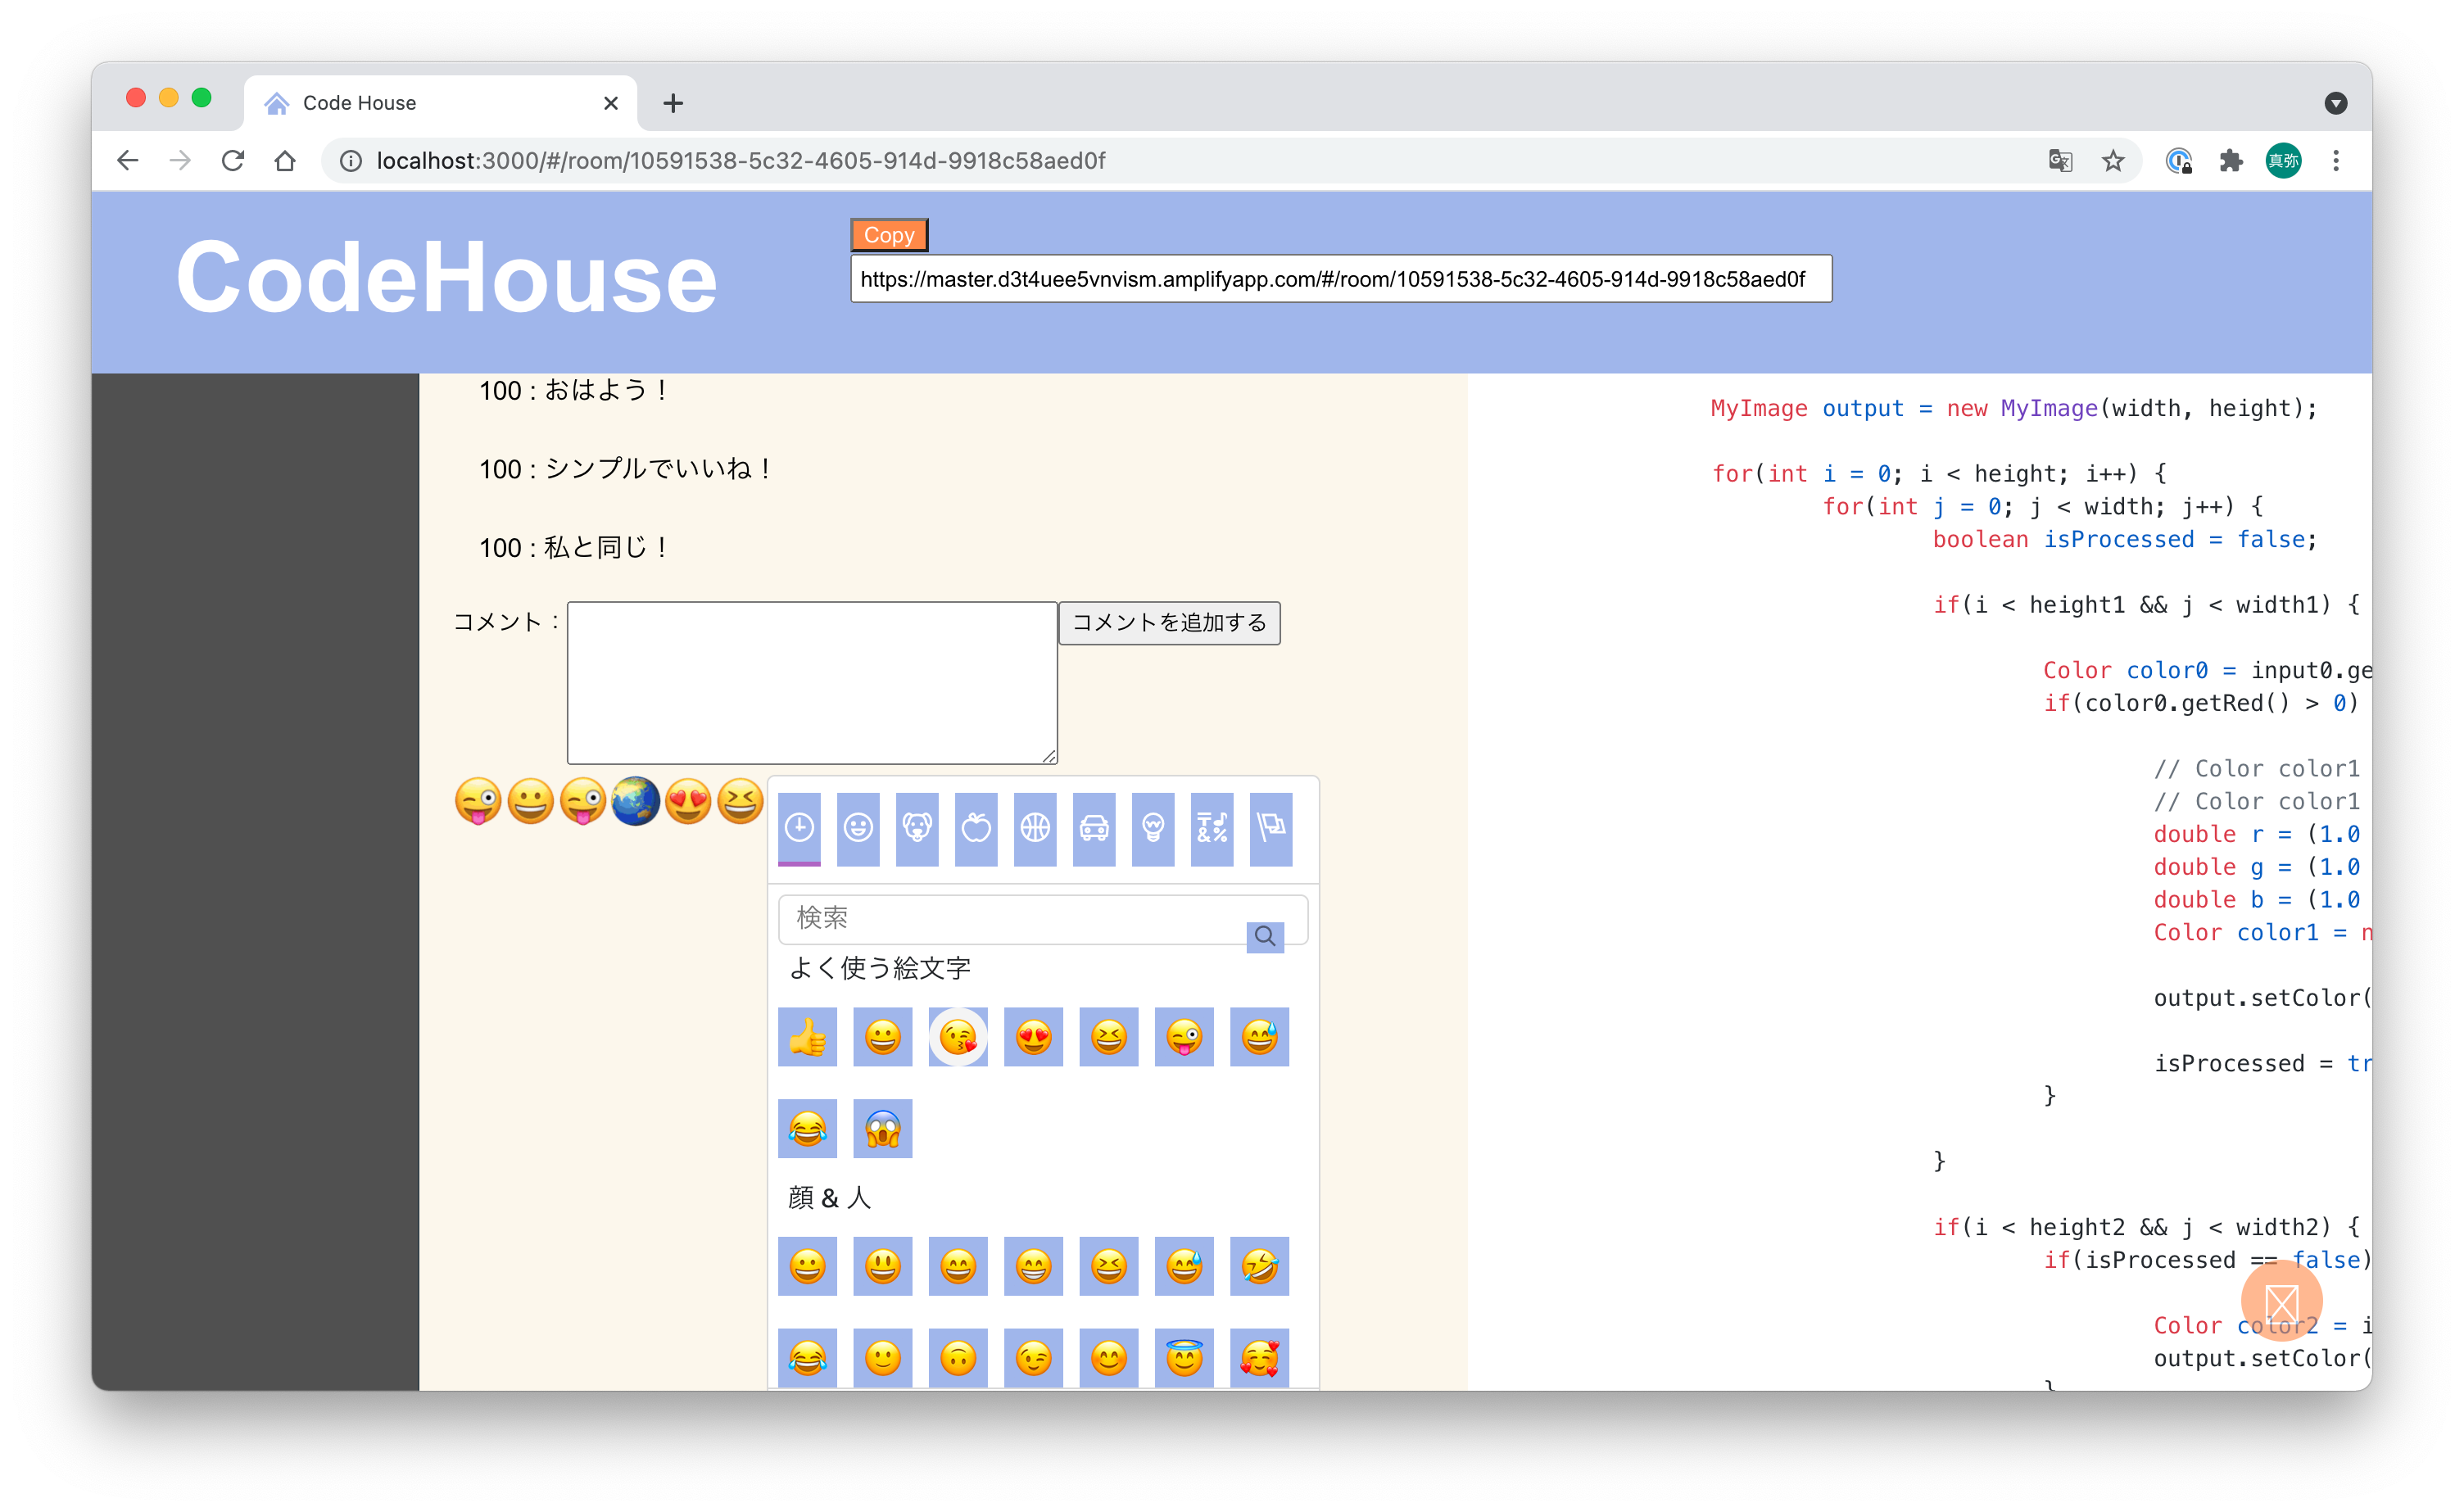 Code House
localhost:3000/#/room/10591538-5c32-4605-914d-9918c58aed0f
真弥
CodeHouse
Copy
https://master.d3t4uee5vnvism.amplifyapp.com/#/room/10591538-5c32-4605-914d-9918c58aed0f
100 : おはよう！
100 : シンプルでいいね！
100 : 私と同じ！
コメント：
コメントを追加する
検索
よく使う絵文字
顔 & 人
MyImage output = new MyImage(width, height);
for(int i = 0; i < height; i++) {
for(int j = 0; j < width; j++) {
boolean isProcessed = false;
if(i < height1 && j < width1) {
Color color0 = input0.ge
if(color0.getRed() > 0)
// Color color1
// Color color1
double r = (1.0
double g = (1.0
double b = (1.0
Color color1 = n
output.setColor(
isProcessed = tr
}
}
if(i < height2 && j < width2) {
if(isProcessed == false)
Color color2 = i
output.setColor(
}